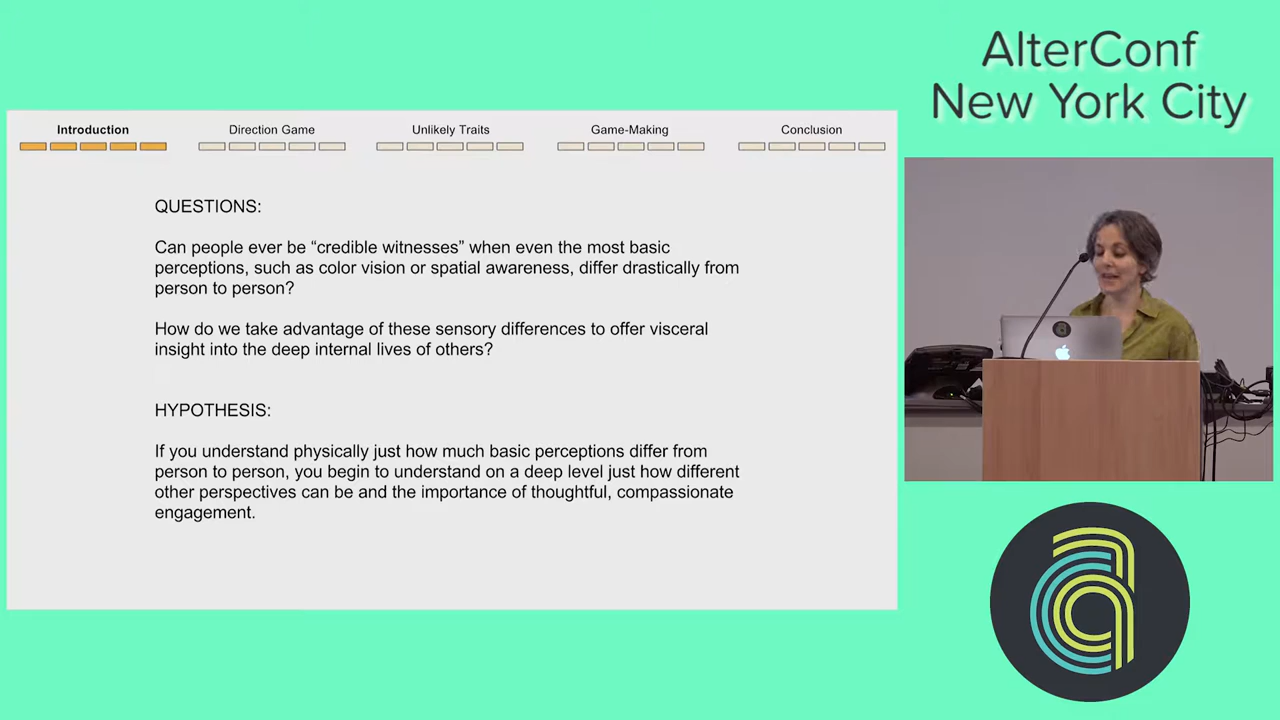 AlterConf
New York City
Introduction
Direction Game
Unlikely Traits
Game-Making
Conclusion
QUESTIONS:
Can people ever be “credible witnesses” when even the most basic
perceptions, such as color vision or spatial awareness, differ drastically from
person to person?
How do we take advantage of these sensory differences to offer visceral
insight into the deep internal lives of others?
HYPOTHESIS:
If you understand physically just how much basic perceptions differ from
person to person, you begin to understand on a deep level just how different
other perspectives can be and the importance of thoughtful, compassionate
engagement.